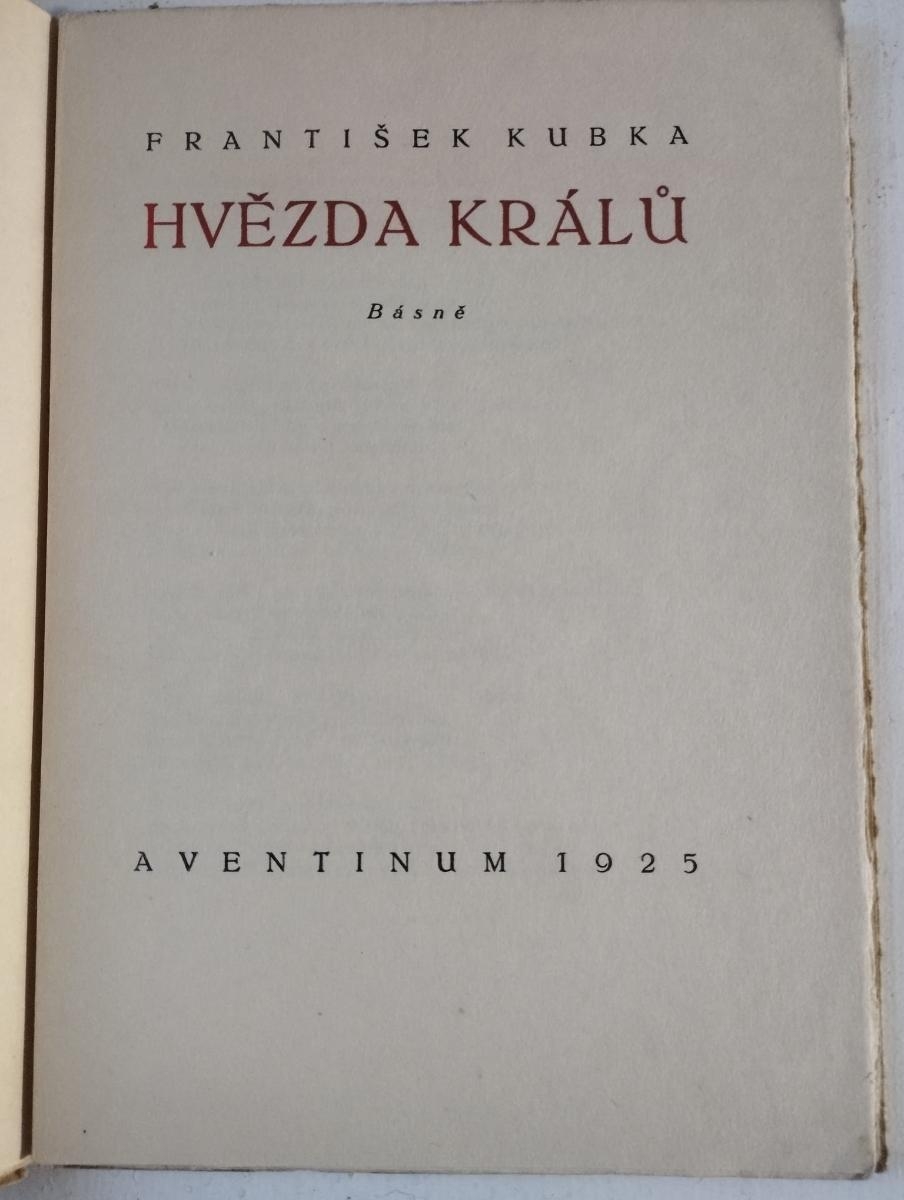 FRANTIŠEK KUBKA
HVĚZDA KRÁLŮ
Básně
AVENTINUM 1925